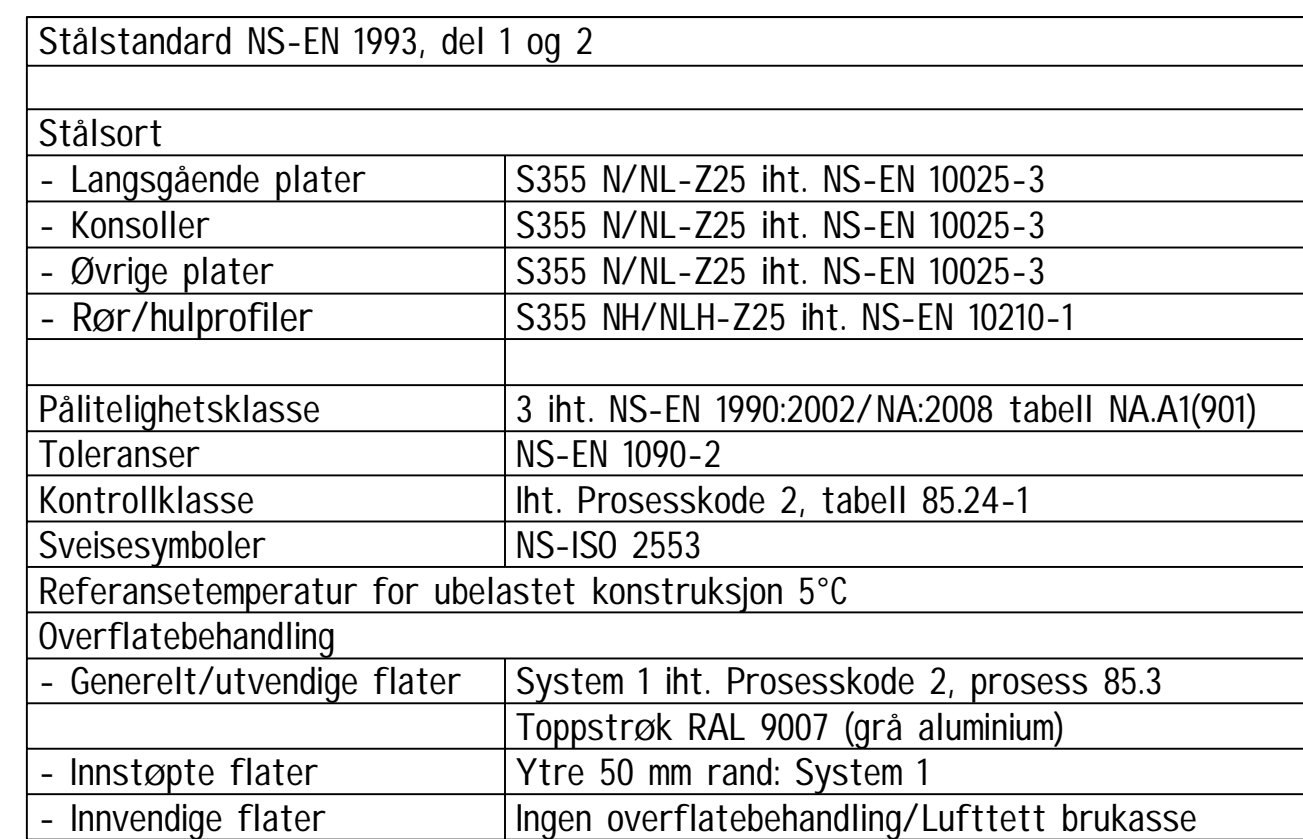 Stålstandard NS-EN 1993, del 1 og 2
Stålsort
- Langsgående plater S355 N/NL-Z25 iht. NS-EN 10025-3
- Konsoller S355 N/NL-Z25 iht. NS-EN 10025-3
- Øvrige plater S355 N/NL-Z25 iht. NS-EN 10025-3
- Rør/hulprofiler S355 NH/NLH-Z25 iht. NS-EN 10210-1
Pålitelighetsklasse 3 iht. NS-EN 1990:2002/NA:2008 tabell NA.A1(901)
Toleranser NS-EN 1090-2
Kontrollklasse Iht. Prosesskode 2, tabell 85.24-1
Sveisesymboler NS-ISO 2553
Referansetemperatur for ubelastet konstruksjon 5°C
Overflatebehandling
- Generelt/utvendige flater System 1 iht. Prosesskode 2, prosess 85.3
Toppstrøk RAL 9007 (grå aluminium)
- Innstøpte flater Ytre 50 mm rand: System 1
- Innvendige flater Ingen overflatebehandling/Lufttett brukasse